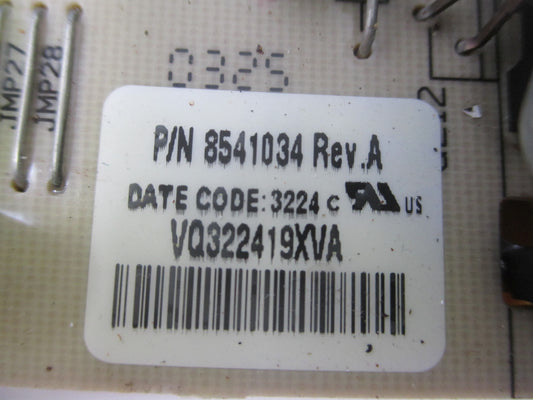 0325
JMP27
JMP28
P/N 8541034 Rev.A
DATE CODE: 3224 C US
VQ322419XVA